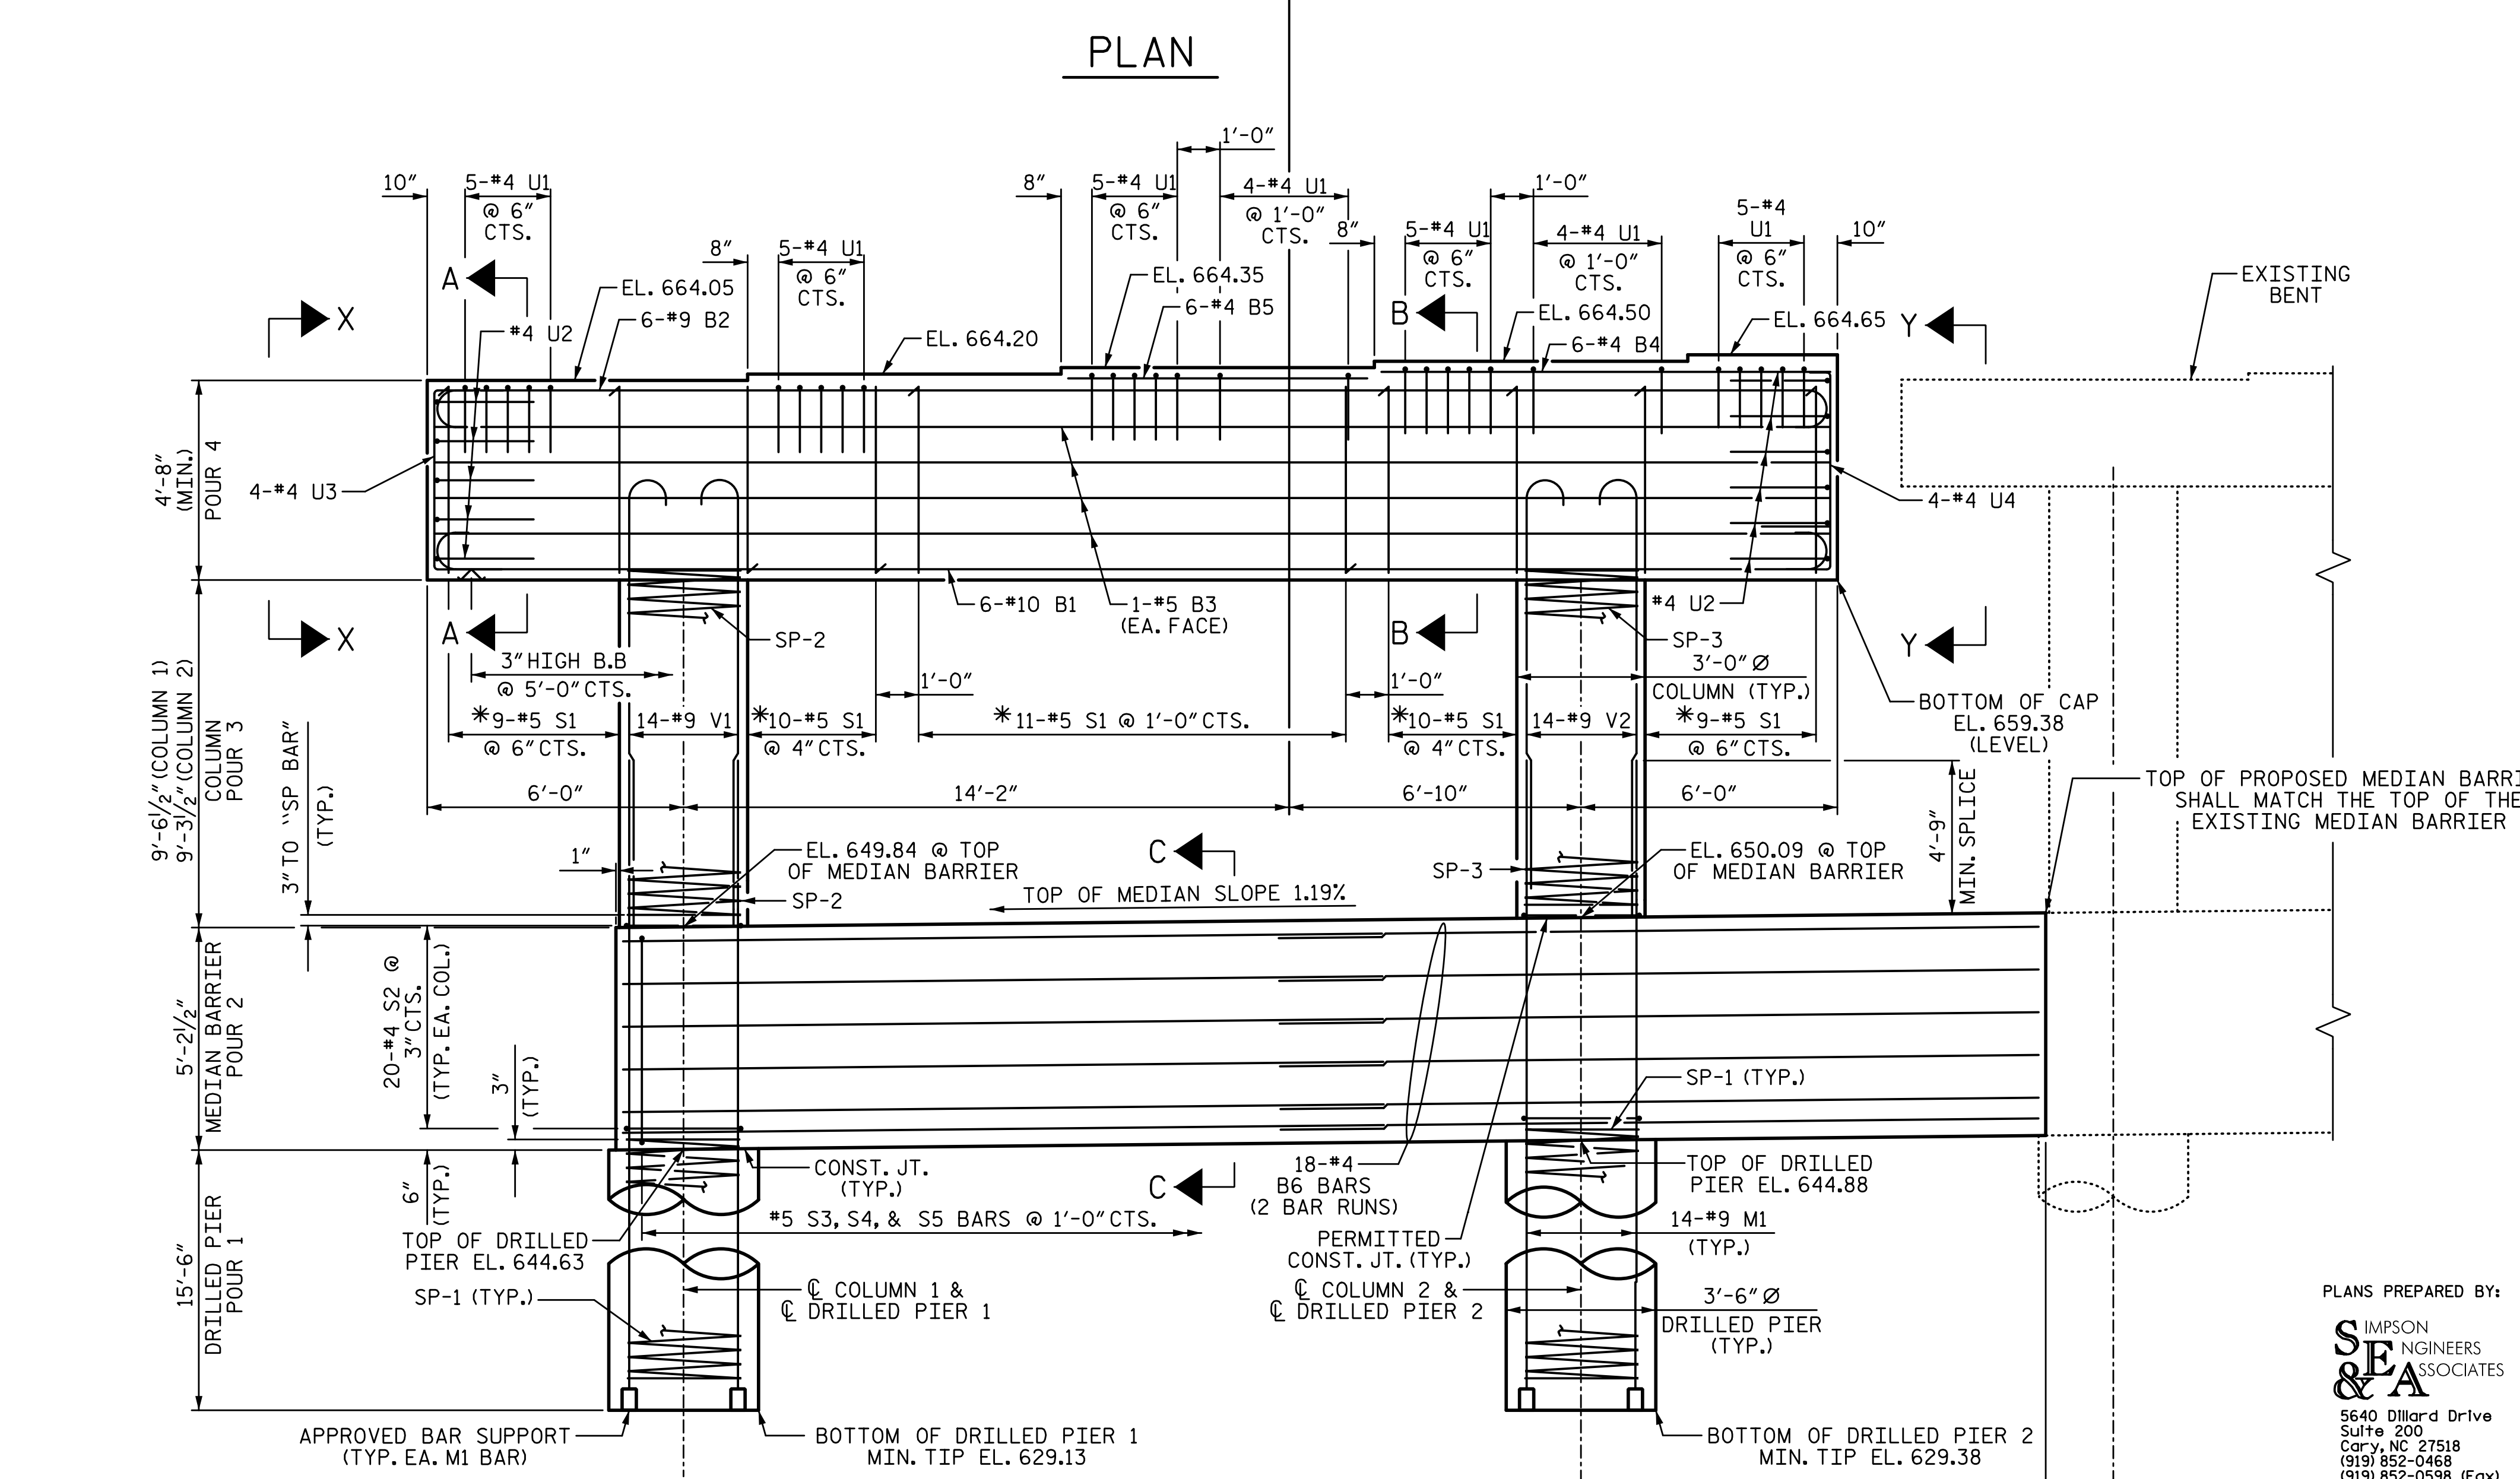 PLAN
1'-0"
10"
5-#4 U1
@ 6"
CTS.
8"
5-#4 U1
@ 6"
CTS.
4-#4 U1
@ 1'-0"
CTS.
1'-0"
5-#4
U1
@ 6"
CTS.
10"
8"
5-#4 U1
@ 6"
CTS.
8"
5-#4 U1
@ 6"
CTS.
4-#4 U1
@ 1'-0"
CTS.
EXISTING
BENT
A
EL. 664.05
EL. 664.35
B
EL. 664.50
EL. 664.65
Y
X
6-#9 B2
#4 U2
6-#4 B5
EL. 664.20
6-#4 B4
4'-8"
(MIN.)
POUR 4
4-#4 U3
4-#4 U4
6-#10 B1
1-#5 B3
(EA. FACE)
#4 U2
X
A
SP-2
B
SP-3
Y
3" HIGH B.B
@ 5'-0" CTS.
1'-0"
1'-0"
3'-0" Ø
COLUMN (TYP.)
BOTTOM OF CAP
EL. 659.38
(LEVEL)
9'-6½" (COLUMN 1)
9'-3½" (COLUMN 2)
COLUMN
POUR 3
*9-#5 S1
@ 6" CTS.
14-#9 V1
*10-#5 S1
@ 4" CTS.
*11-#5 S1 @ 1'-0" CTS.
*10-#5 S1
@ 4" CTS.
14-#9 V2
*9-#5 S1
@ 6" CTS.
3" TO "SP BAR"
(TYP.)
6'-0"
14'-2"
6'-10"
6'-0"
4'-9"
MIN. SPLICE
TOP OF PROPOSED MEDIAN BARRI
SHALL MATCH THE TOP OF THE
EXISTING MEDIAN BARRIER
1"
EL. 649.84 @ TOP
OF MEDIAN BARRIER
SP-2
C
TOP OF MEDIAN SLOPE 1.19%
SP-3
EL. 650.09 @ TOP
OF MEDIAN BARRIER
5'-2½"
MEDIAN BARRIER
POUR 2
20-#4 S2 @
3" CTS.
(TYP. EA. COL.)
3"
(TYP.)
SP-1 (TYP.)
6"
(TYP.)
CONST. JT.
(TYP.)
C
18-#4
B6 BARS
(2 BAR RUNS)
TOP OF DRILLED
PIER EL. 644.88
#5 S3, S4, & S5 BARS @ 1'-0" CTS.
14-#9 M1
(TYP.)
15'-6"
DRILLED PIER
POUR 1
TOP OF DRILLED
PIER EL. 644.63
PERMITTED
CONST. JT. (TYP.)
SP-1 (TYP.)
℄ COLUMN 1 &
℄ DRILLED PIER 1
℄ COLUMN 2 &
℄ DRILLED PIER 2
3'-6" Ø
DRILLED PIER
(TYP.)
APPROVED BAR SUPPORT
(TYP. EA. M1 BAR)
BOTTOM OF DRILLED PIER 1
MIN. TIP EL. 629.13
BOTTOM OF DRILLED PIER 2
MIN. TIP EL. 629.38
PLANS PREPARED BY:
SIMPSON
ENGINEERS
& ASSOCIATES
5640 Dillard Drive
Suite 200
Cary, NC 27518
(919) 852-0468
(919) 852-0598 (Fax)